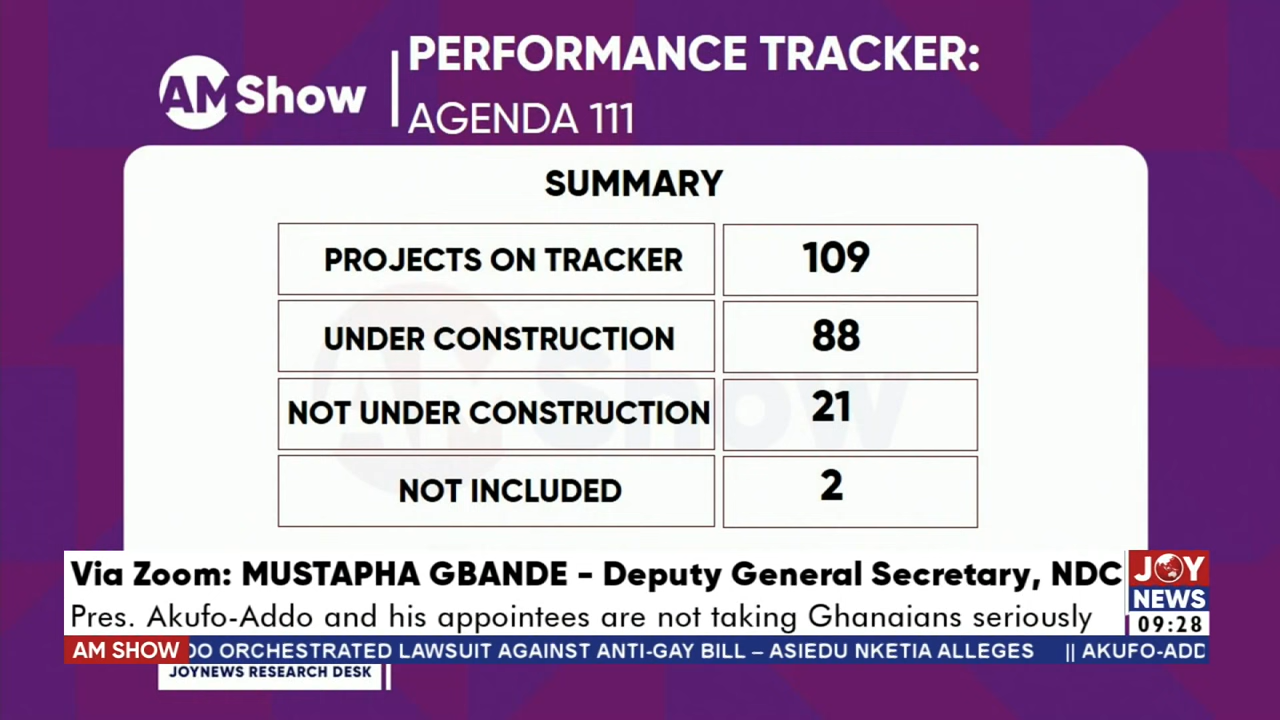 AM Show
PERFORMANCE TRACKER:
AGENDA 111
SUMMARY
PROJECTS ON TRACKER 109
UNDER CONSTRUCTION 88
NOT UNDER CONSTRUCTION 21
NOT INCLUDED 2
Via Zoom: MUSTAPHA GBANDE – Deputy General Secretary, NDC
Pres. Akufo-Addo and his appointees are not taking Ghanaians seriously
JOY
NEWS
09:28
AM SHOW
DO ORCHESTRATED LAWSUIT AGAINST ANTI-GAY BILL – ASIEDU NKETIA ALLEGES || AKUFO-ADD
JOYNEWS RESEARCH DESK